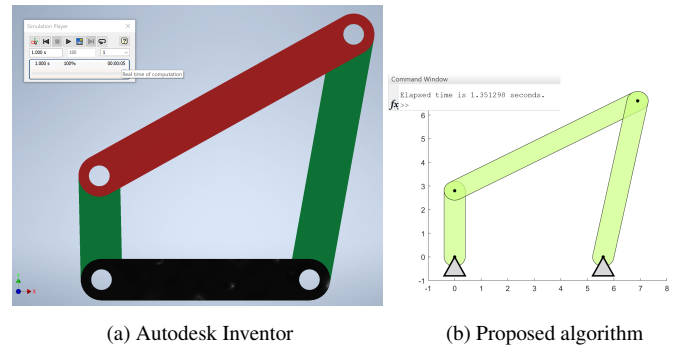 Simulation Player
1.000 s
180
1
1.000 s 100% 00:00:05
Real time of computation
X
Command Window
Elapsed time is 1.351298 seconds.
fx >>
6
5
4
3
2
1
0
-1
-1 0 1 2 3 4 5 6 7 8
(a) Autodesk Inventor
(b) Proposed algorithm